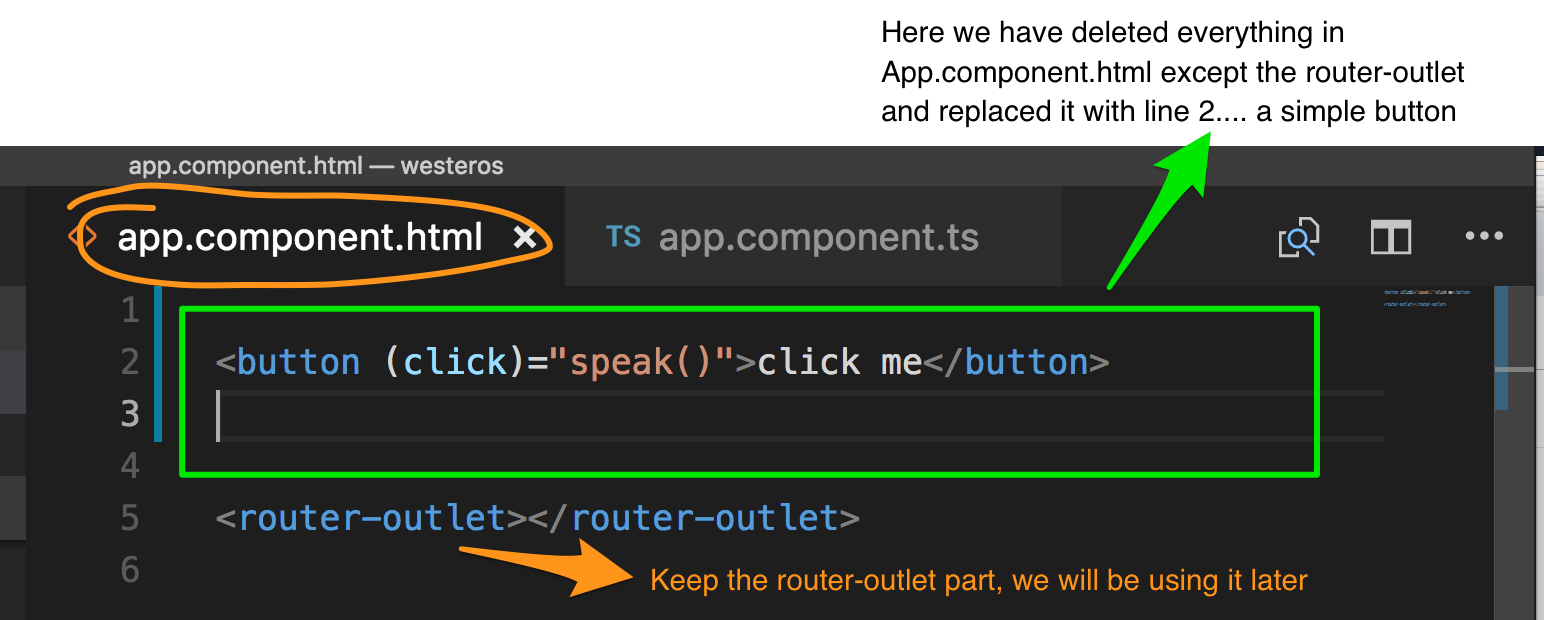 Here we have deleted everything in
App.component.html except the router-outlet
and replaced it with line 2.... a simple button
app.component.html — westeros
<> app.component.html ×
TS app.component.ts
1
2 <button (click)="speak()">click me</button>
3
4
5 <router-outlet></router-outlet>
6
Keep the router-outlet part, we will be using it later